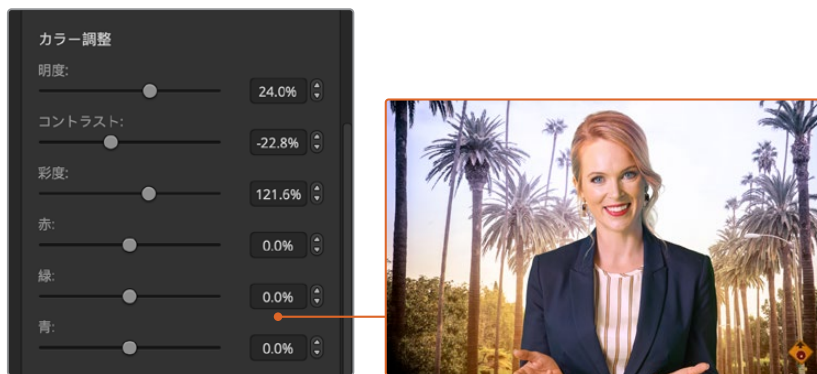 カラー調整
明度:
24.0%
コントラスト:
-22.8%
彩度:
121.6%
赤:
0.0%
緑:
0.0%
青:
0.0%